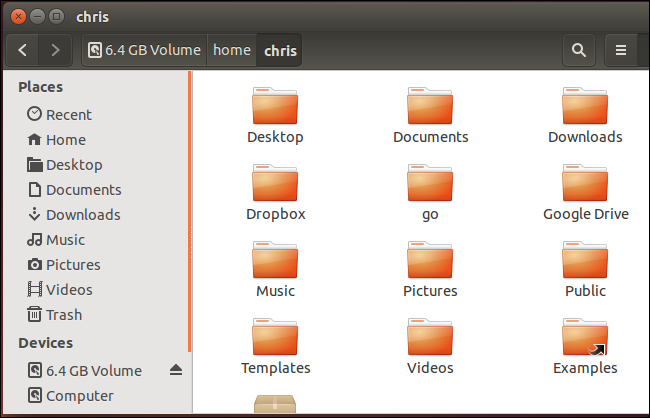 chris
6.4 GB Volume home chris
Places
Recent
Home
Desktop
Documents
Downloads
Music
Pictures
Videos
Trash
Devices
6.4 GB Volume
Computer
Desktop Documents Downloads
Dropbox go Google Drive
Music Pictures Public
Templates Videos Examples